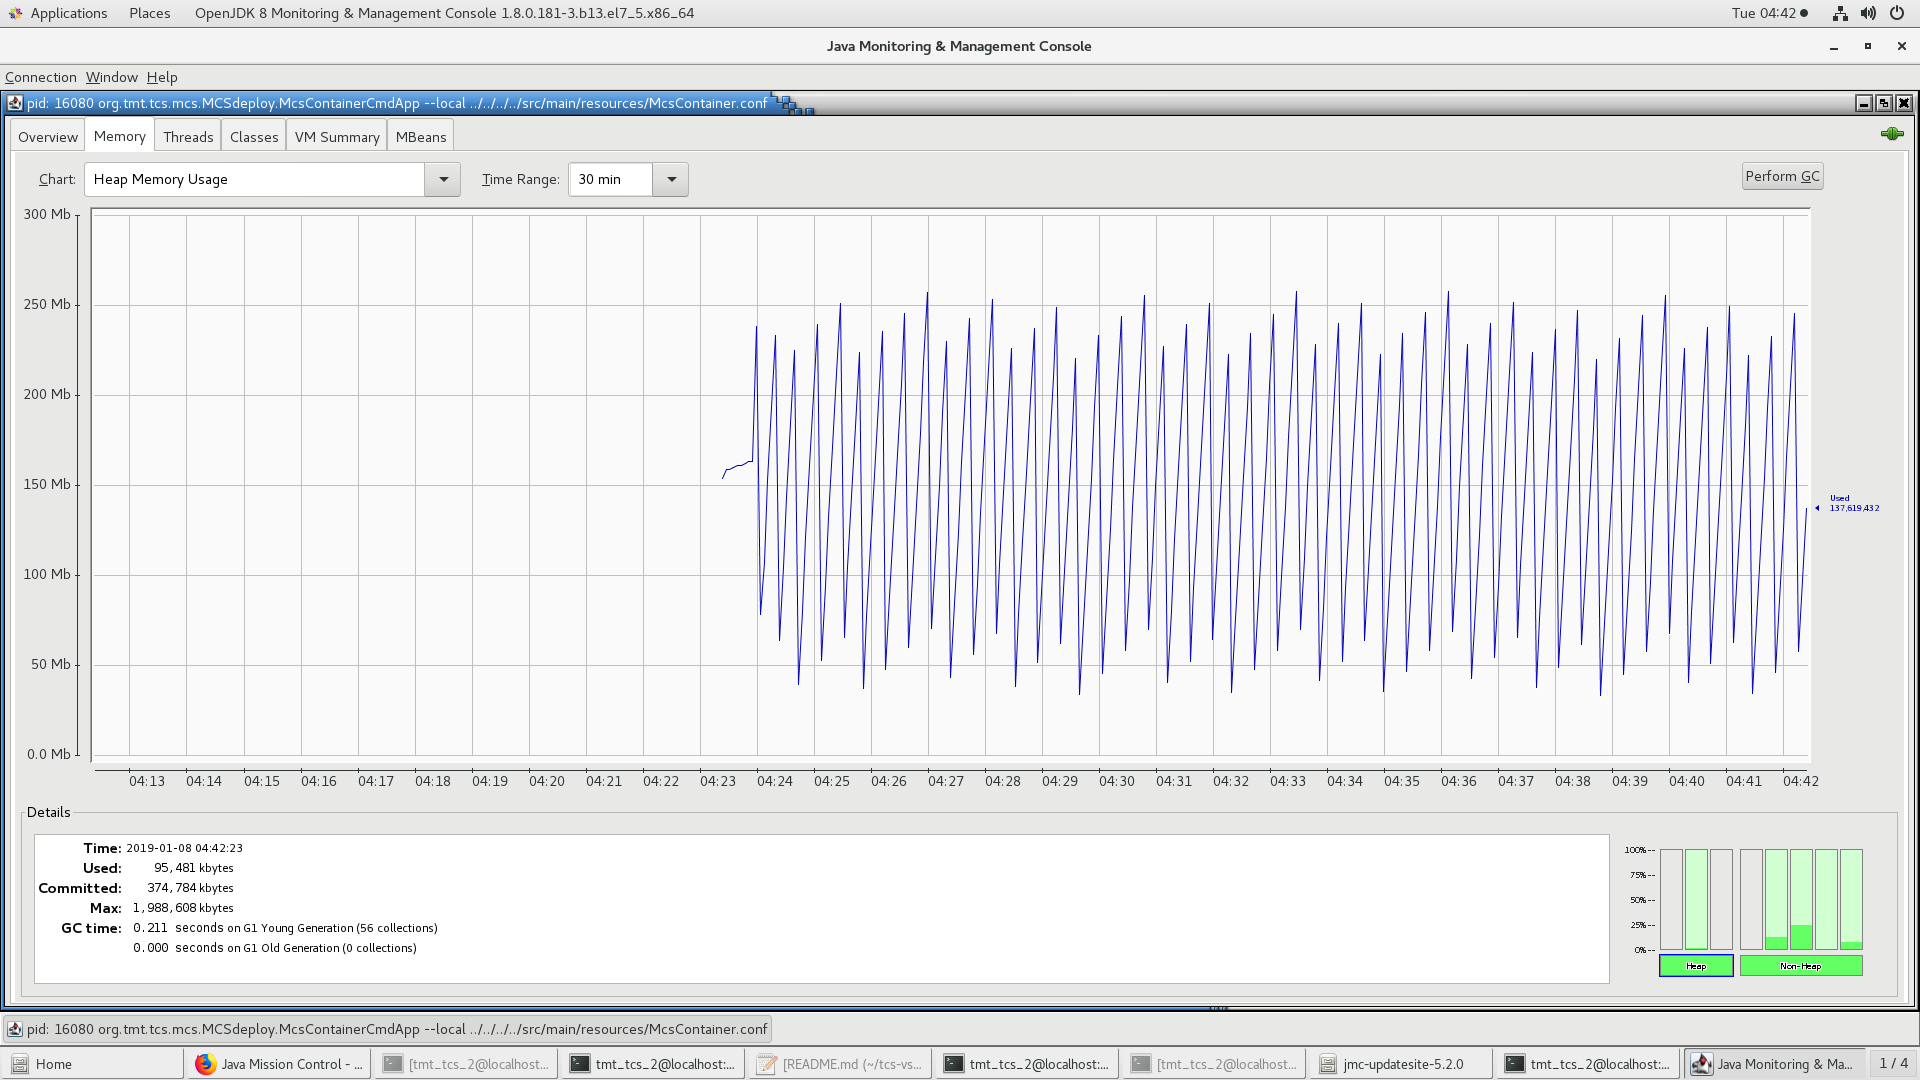 Applications Places OpenJDK 8 Monitoring & Management Console 1.8.0.181-3.b13.el7_5.x86_64 Tue 04:42
Java Monitoring & Management Console
Connection Window Help
pid: 16080 org.tmt.tcs.mcs.MCSdeploy.McsContainerCmdApp --local ../../../../src/main/resources/McsContainer.conf
Overview Memory Threads Classes VM Summary MBeans
Chart: Heap Memory Usage Time Range: 30 min Perform GC
300 Mb
250 Mb
200 Mb
150 Mb
100 Mb
50 Mb
0.0 Mb
Used
137,619,432
04:13 04:14 04:15 04:16 04:17 04:18 04:19 04:20 04:21 04:22 04:23 04:24 04:25 04:26 04:27 04:28 04:29 04:30 04:31 04:32 04:33 04:34 04:35 04:36 04:37 04:38 04:39 04:40 04:41 04:42
Details
Time: 2019-01-08 04:42:23
Used: 95,481 kbytes
Committed: 374,784 kbytes
Max: 1,988,608 kbytes
GC time: 0.211 seconds on G1 Young Generation (56 collections)
0.000 seconds on G1 Old Generation (0 collections)
100%--
75%--
50%--
25%--
0%--
Heap Non-Heap
pid: 16080 org.tmt.tcs.mcs.MCSdeploy.McsContainerCmdApp --local ../../../../src/main/resources/McsContainer.conf
Home Java Mission Control - ... [tmt_tcs_2@localhost:... tmt_tcs_2@localhost:... [README.md (~/tcs-vs... tmt_tcs_2@localhost:... [tmt_tcs_2@localhost:... jmc-updatesite-5.2.0 tmt_tcs_2@localhost:... Java Monitoring & Ma... 1 / 4